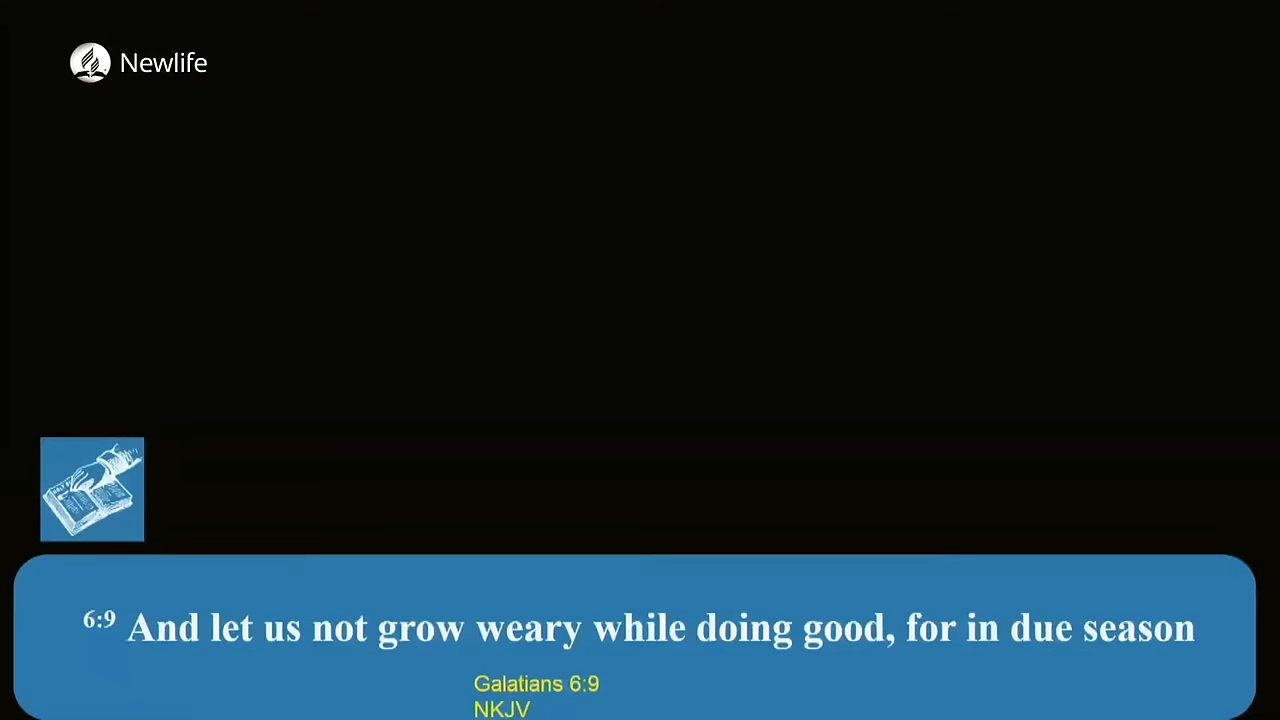 Newlife
6:9 And let us not grow weary while doing good, for in due season
Galatians 6:9
NKJV